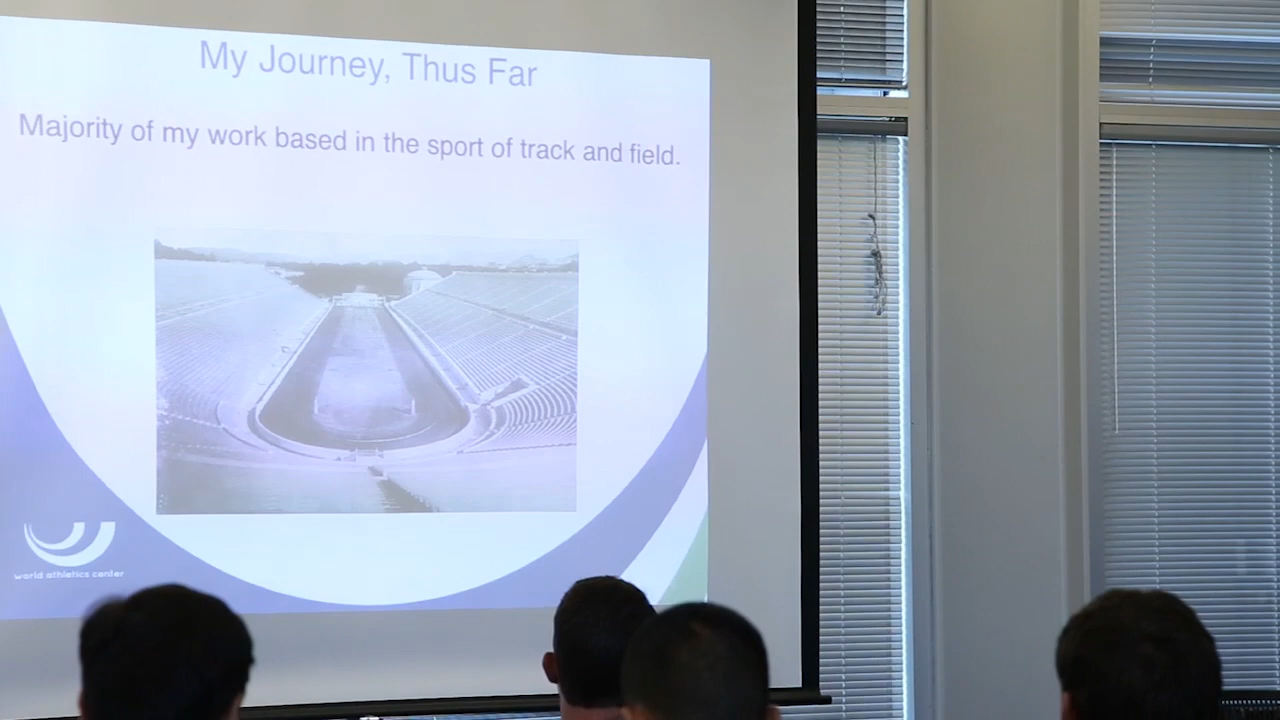 My Journey, Thus Far
Majority of my work based in the sport of track and field.
world athletics center